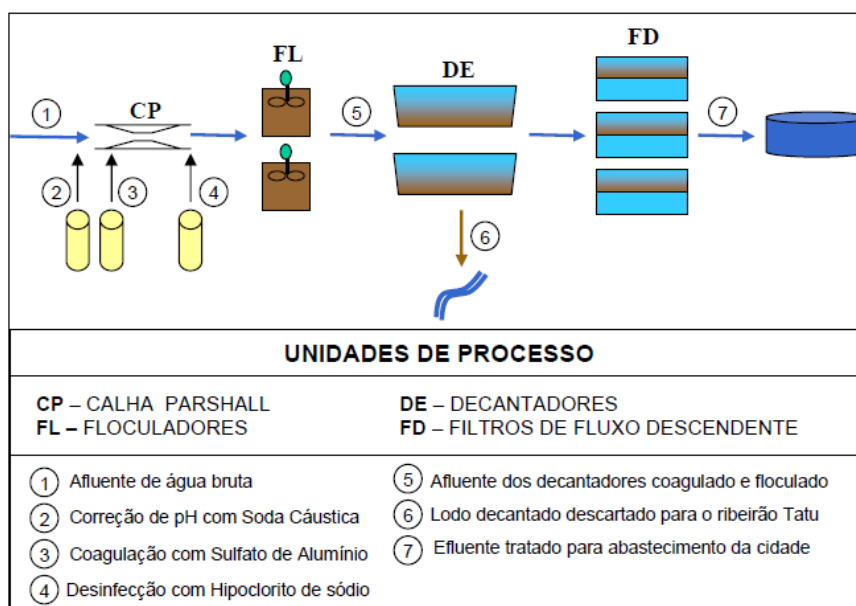 FL
DE
FD
CP
1
5
7
2
3
4
6
UNIDADES DE PROCESSO
CP – CALHA PARSHALL
FL – FLOCULADORES
DE – DECANTADORES
FD – FILTROS DE FLUXO DESCENDENTE
1 Afluente de água bruta
2 Correção de pH com Soda Cáustica
3 Coagulação com Sulfato de Alumínio
4 Desinfecção com Hipoclorito de sódio
5 Afluente dos decantadores coagulado e floculado
6 Lodo decantado descartado para o ribeirão Tatu
7 Efluente tratado para abastecimento da cidade